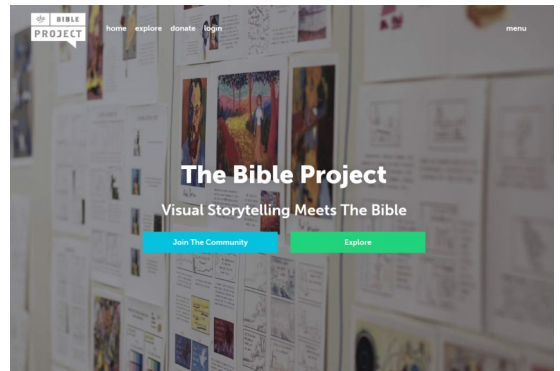 BIBLE
PROJECT
home explore donate login
menu
The Bible Project
Visual Storytelling Meets The Bible
Join The Community
Explore